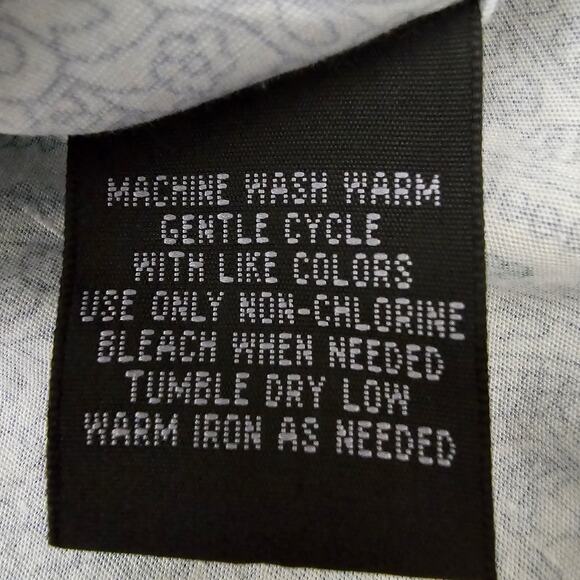 MACHINE WASH WARM
GENTLE CYCLE
WITH LIKE COLORS
USE ONLY NON-CHLORINE
BLEACH WHEN NEEDED
TUMBLE DRY LOW
WARM IRON AS NEEDED